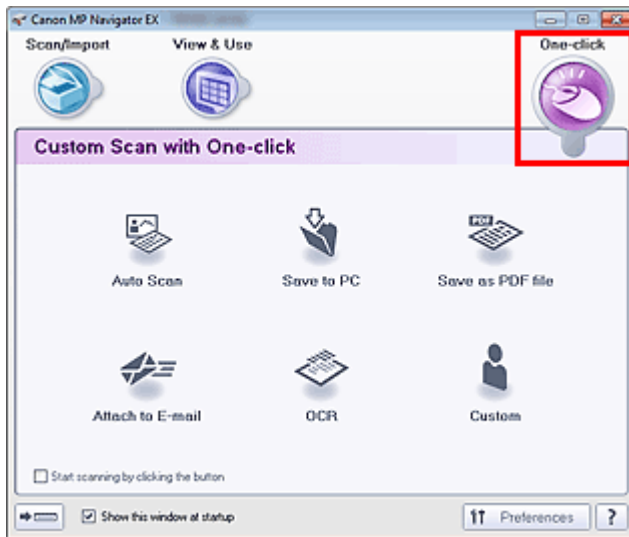 Canon MP Navigator EX
Scan/Import View & Use One-click
Custom Scan with One-click
Auto Scan Save to PC PDF Save as PDF file
Attach to E-mail OCR Custom
Start scanning by clicking the button
Show this window at startup Preferences ?